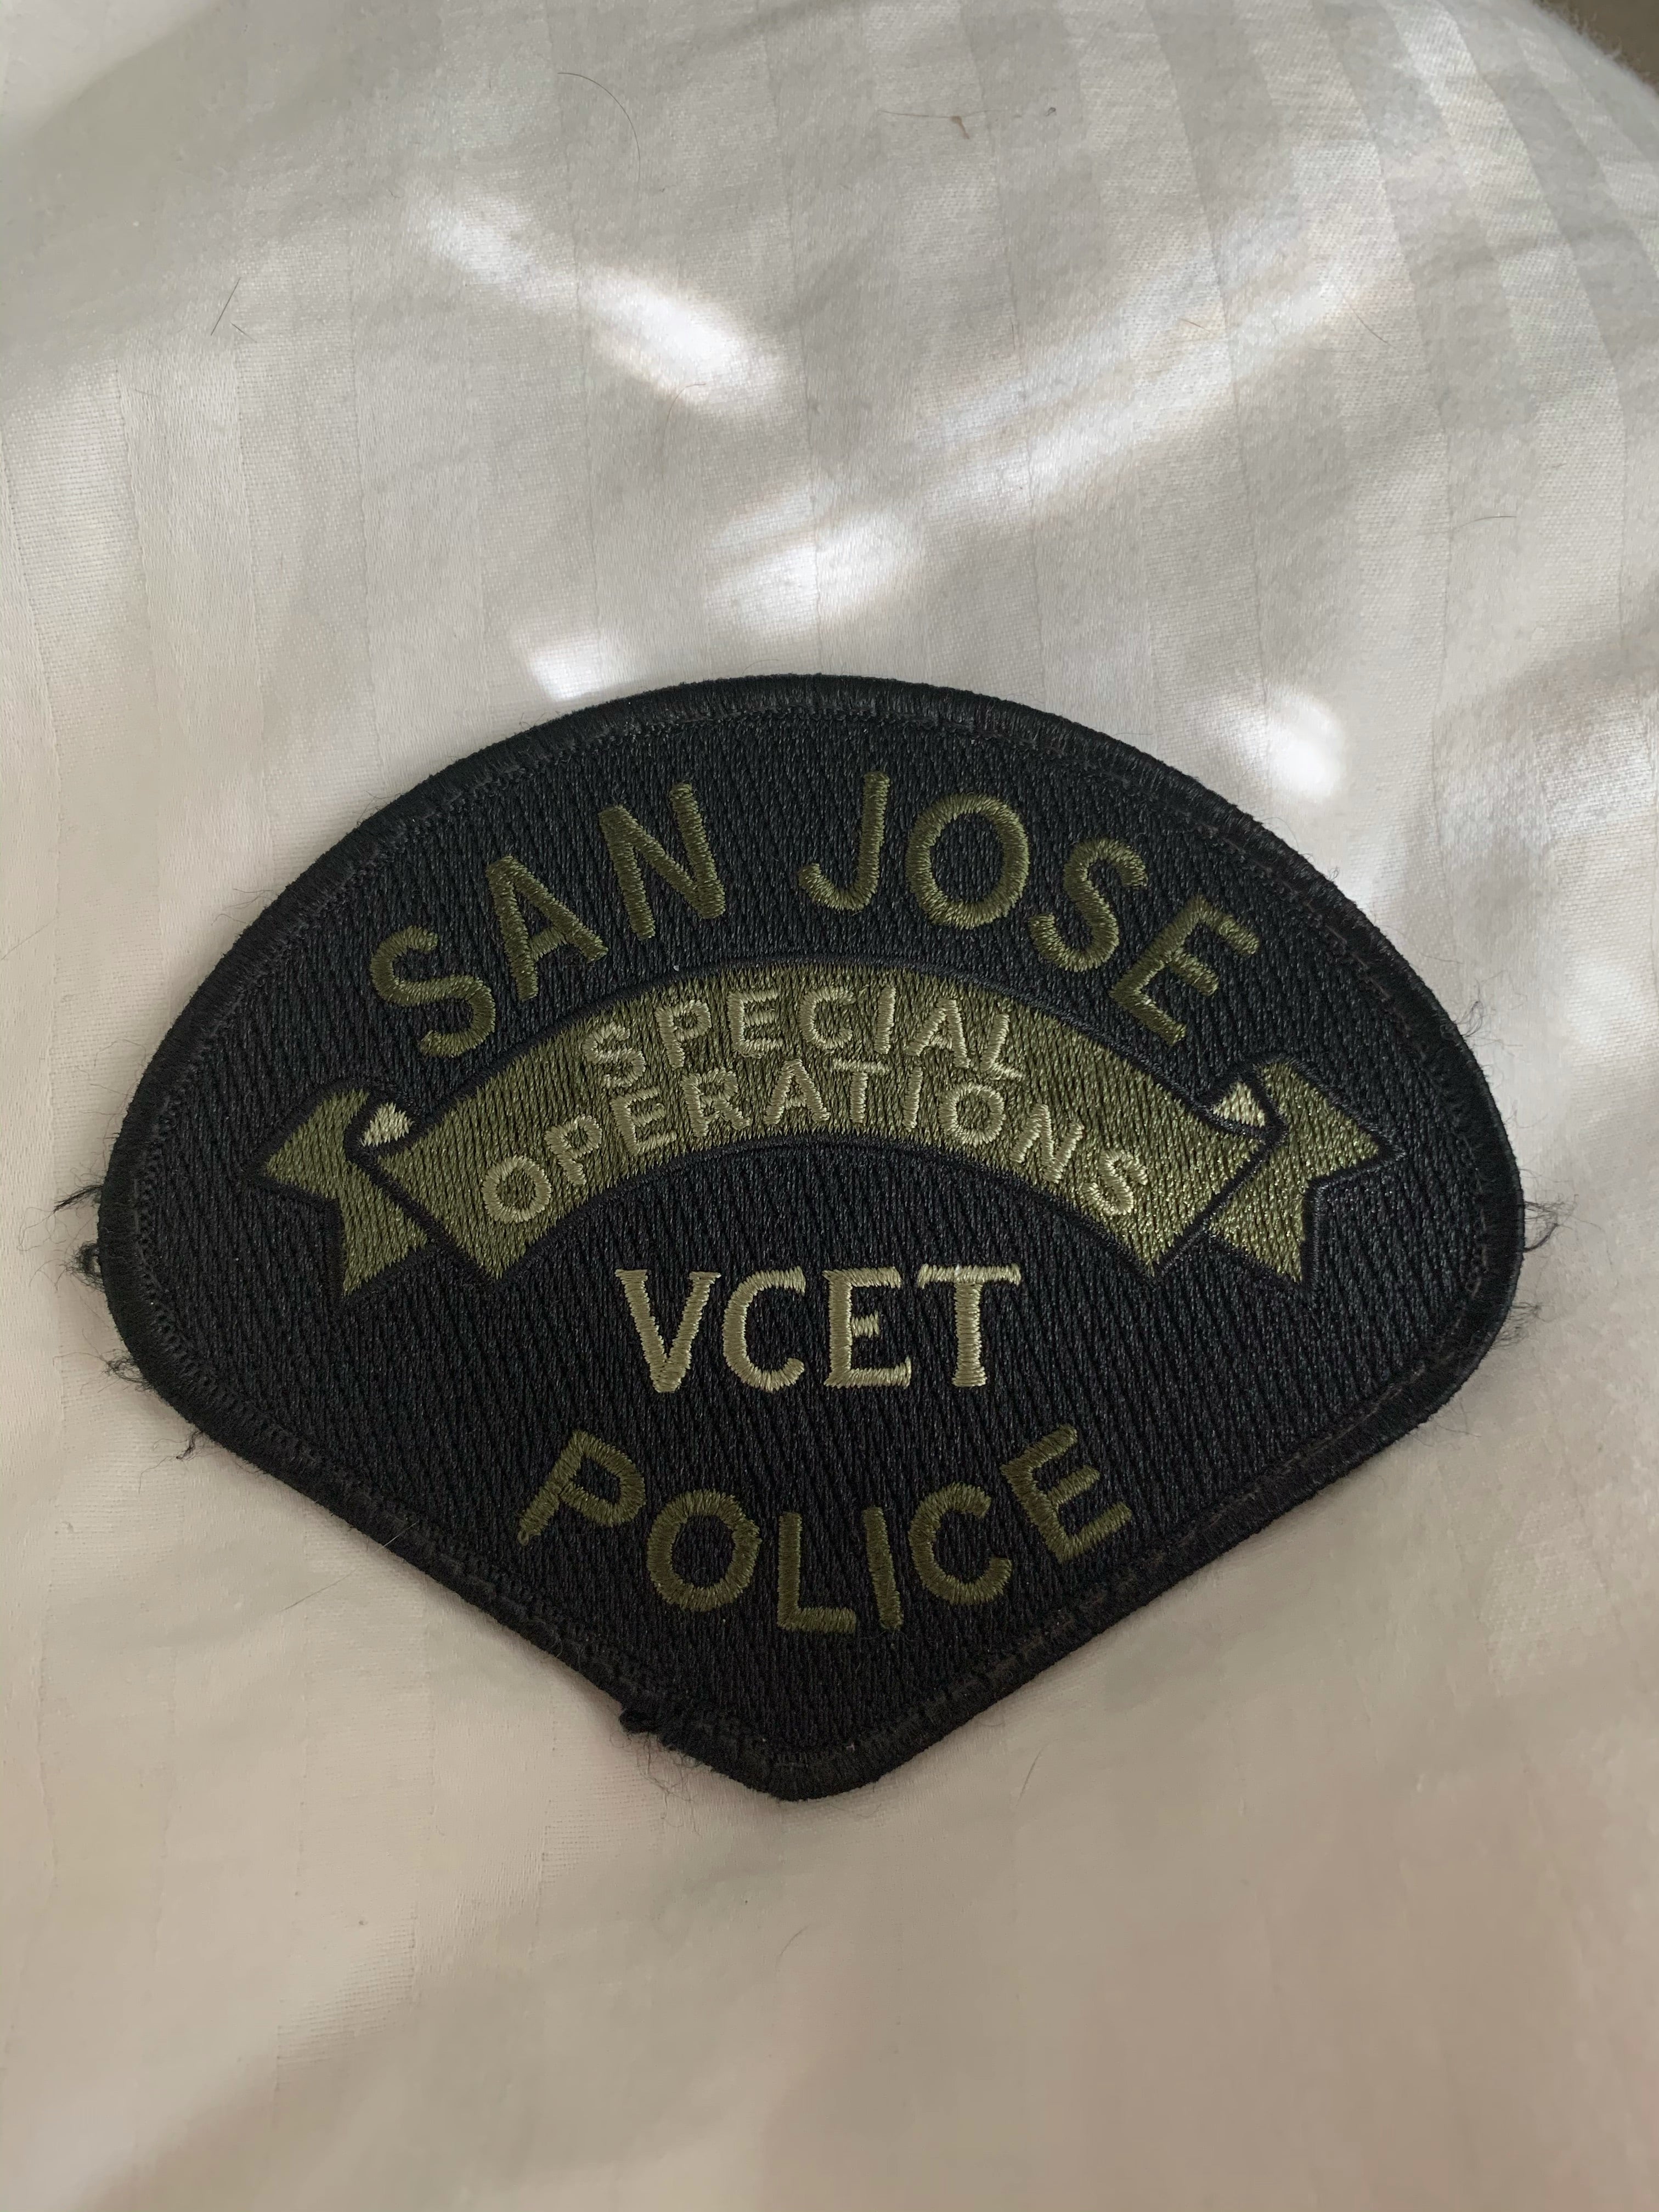 SAN JOSE
SPECIAL
OPERATIONS
VCET
POLICE